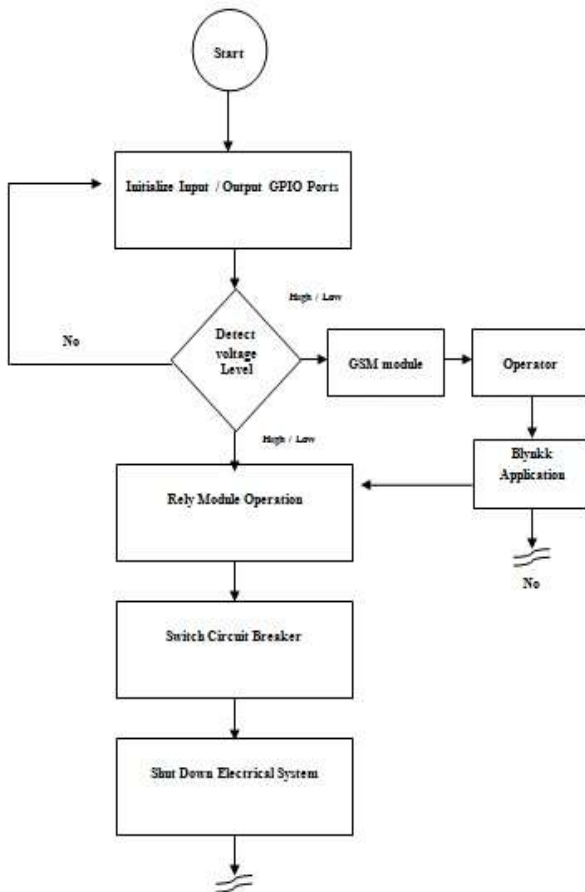 Start
Initialize Input / Output GPIO Ports
High / Low
No
Detect
voltage
Level
GSM module
Operator
High / Low
Blynkk
Application
Rely Module Operation
No
Switch Circuit Breaker
Shut Down Electrical System